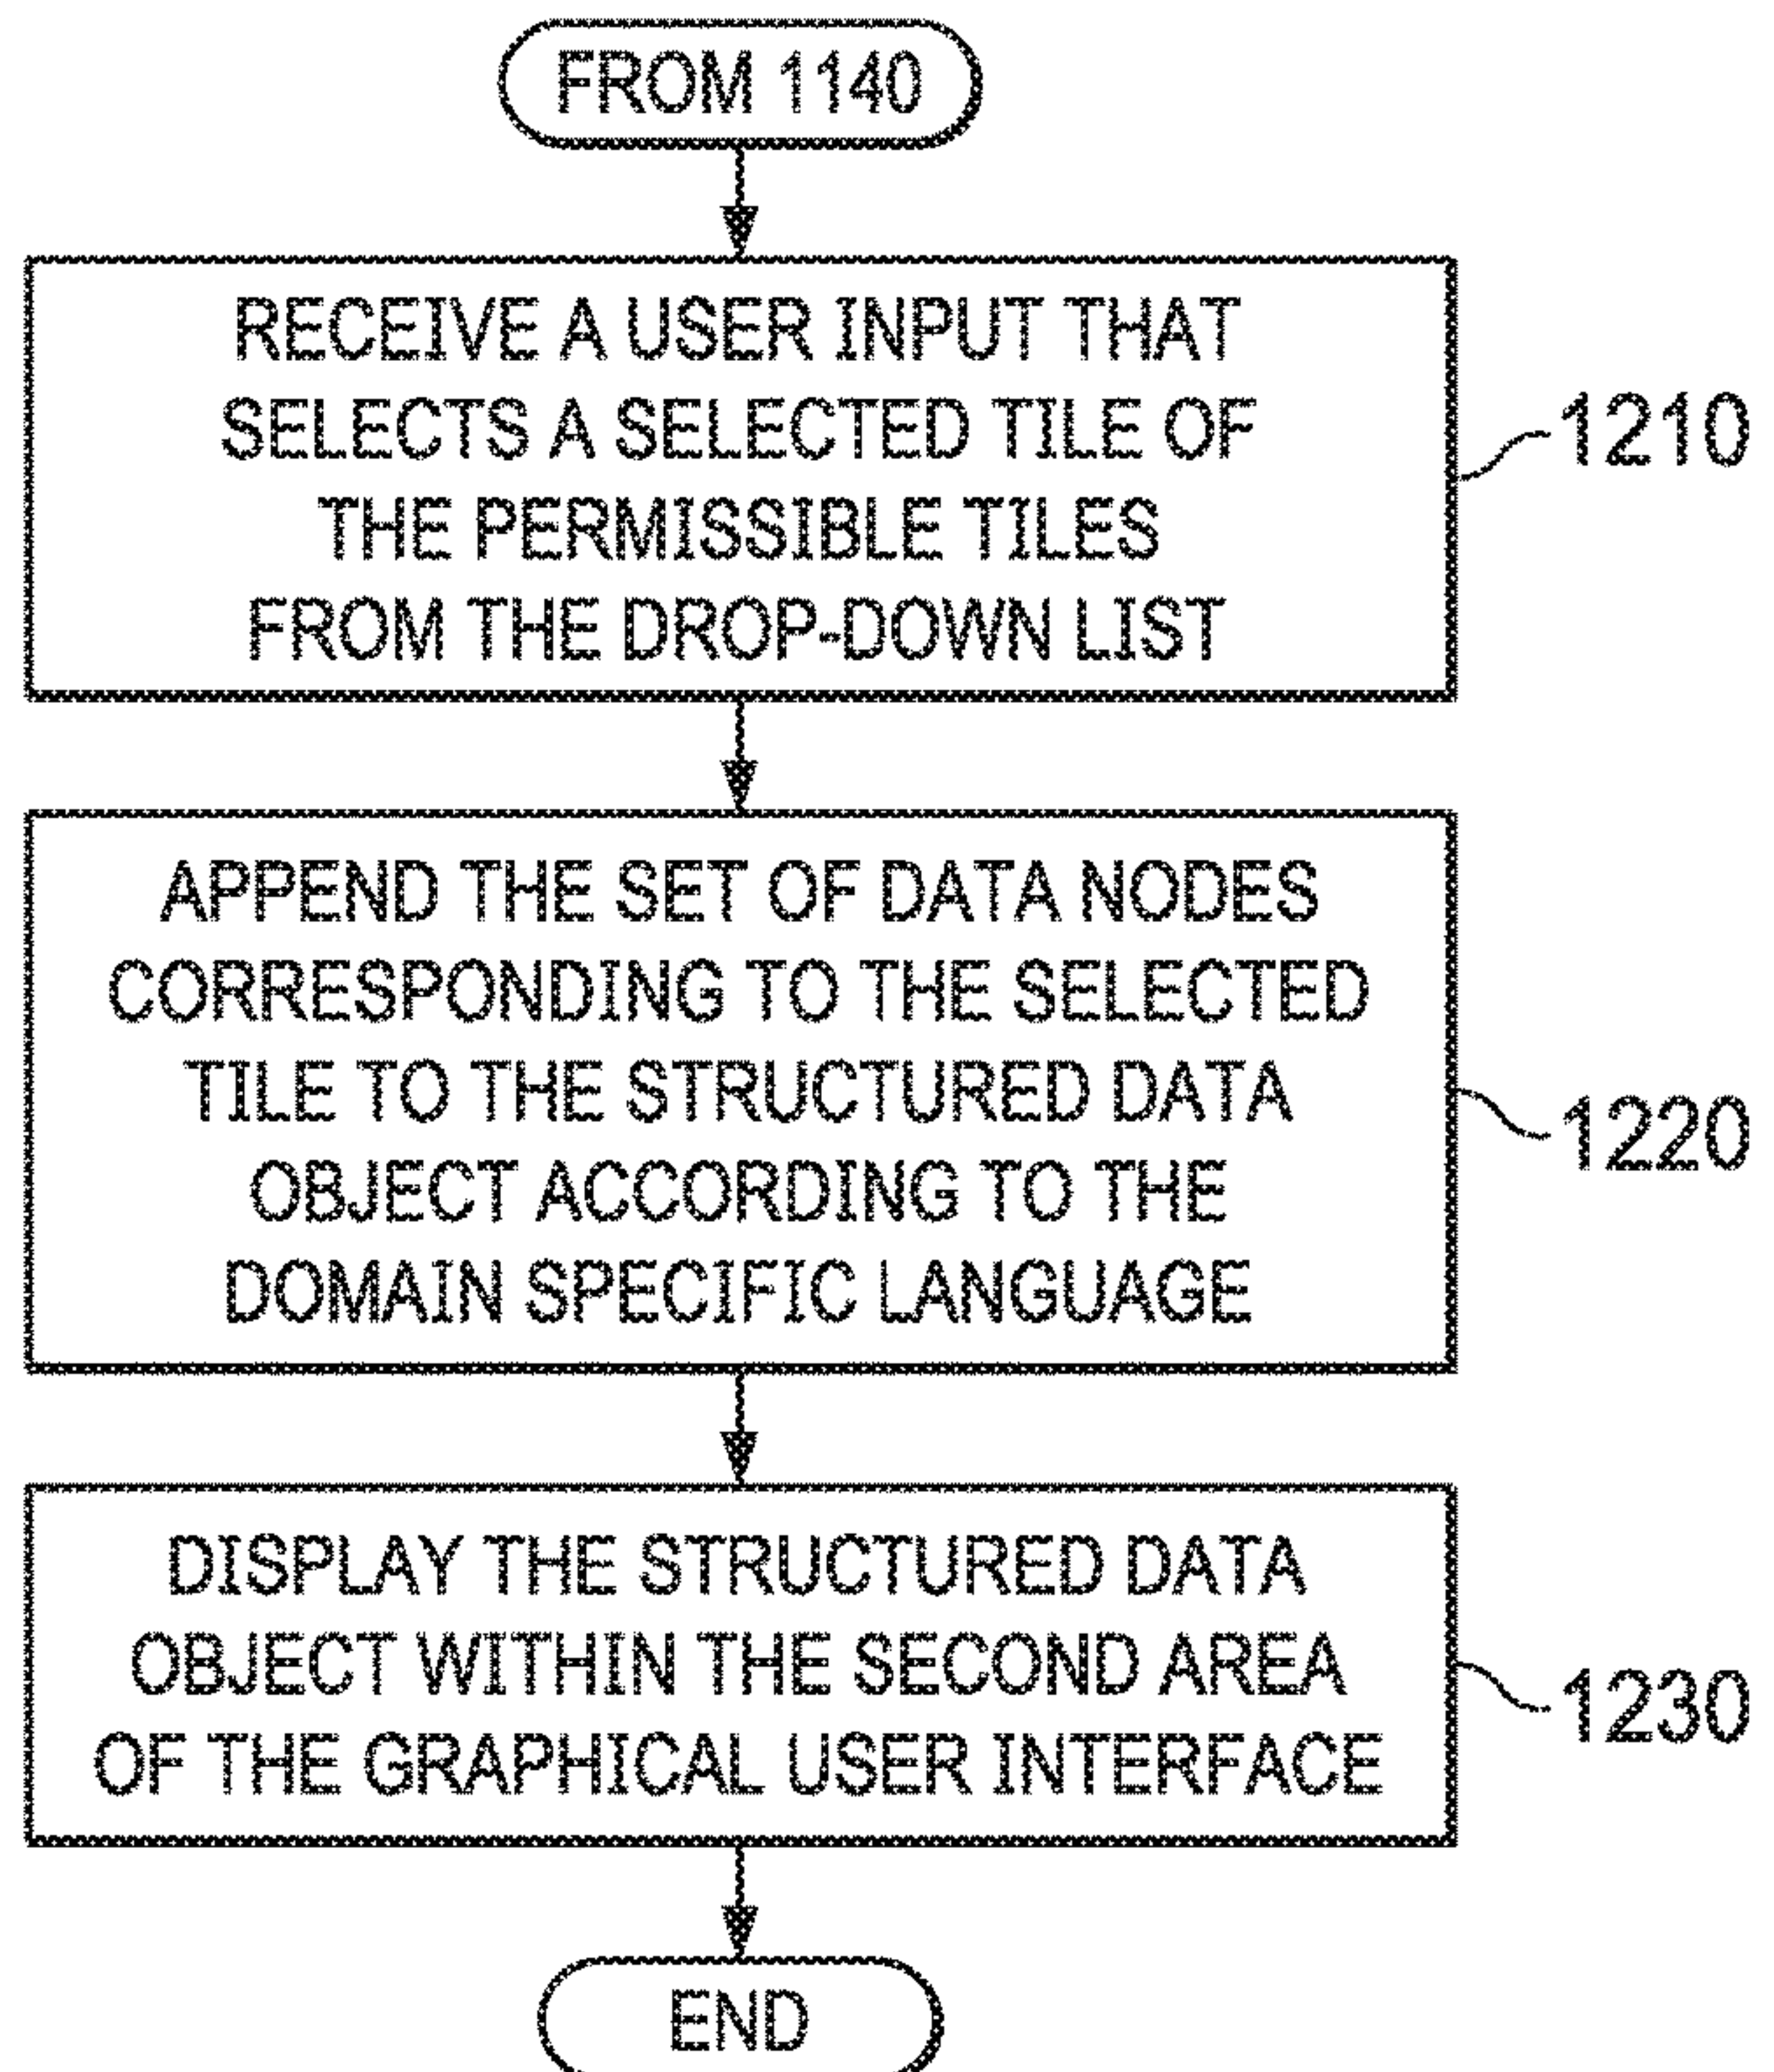 FROM 1140
RECEIVE A USER INPUT THAT
SELECTS A SELECTED TILE OF
THE PERMISSIBLE TILES
FROM THE DROP-DOWN LIST
1210
APPEND THE SET OF DATA NODES
CORRESPONDING TO THE SELECTED
TILE TO THE STRUCTURED DATA
OBJECT ACCORDING TO THE
DOMAIN SPECIFIC LANGUAGE
1220
DISPLAY THE STRUCTURED DATA
OBJECT WITHIN THE SECOND AREA
OF THE GRAPHICAL USER INTERFACE
1230
END